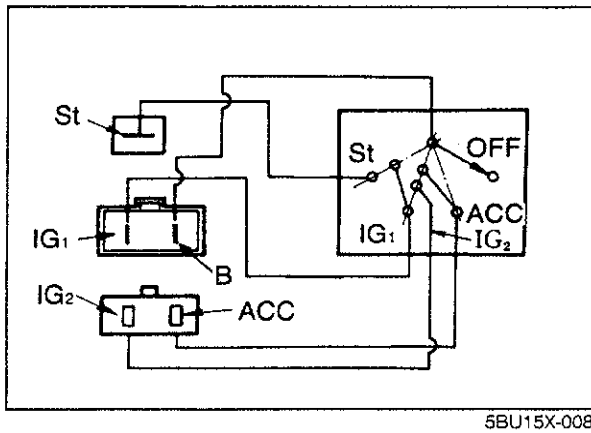 St
St
OFF
IG₁
B
IG₁
ACC
IG₂
IG₂
ACC
5BU15X-008